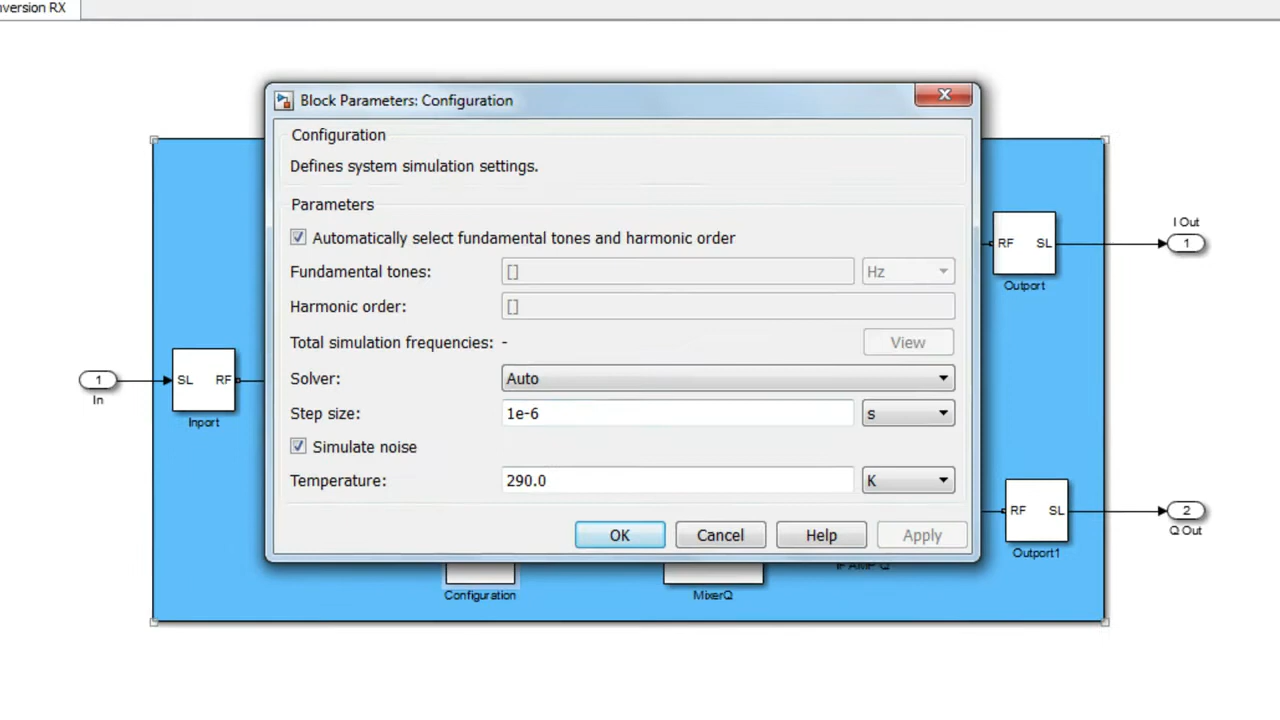 nversion RX
Block Parameters: Configuration
X
Configuration
Defines system simulation settings.
Parameters
Automatically select fundamental tones and harmonic order
Fundamental tones: [] Hz
Harmonic order: []
Total simulation frequencies: - View
Solver: Auto
Step size: 1e-6 s
Simulate noise
Temperature: 290.0 K
OK Cancel Help Apply
1
In
SL RF
Inport
RF SL
Outport
I Out
1
RF SL
Outport1
2
Q Out
IF AMP Q
Configuration
MixerQ